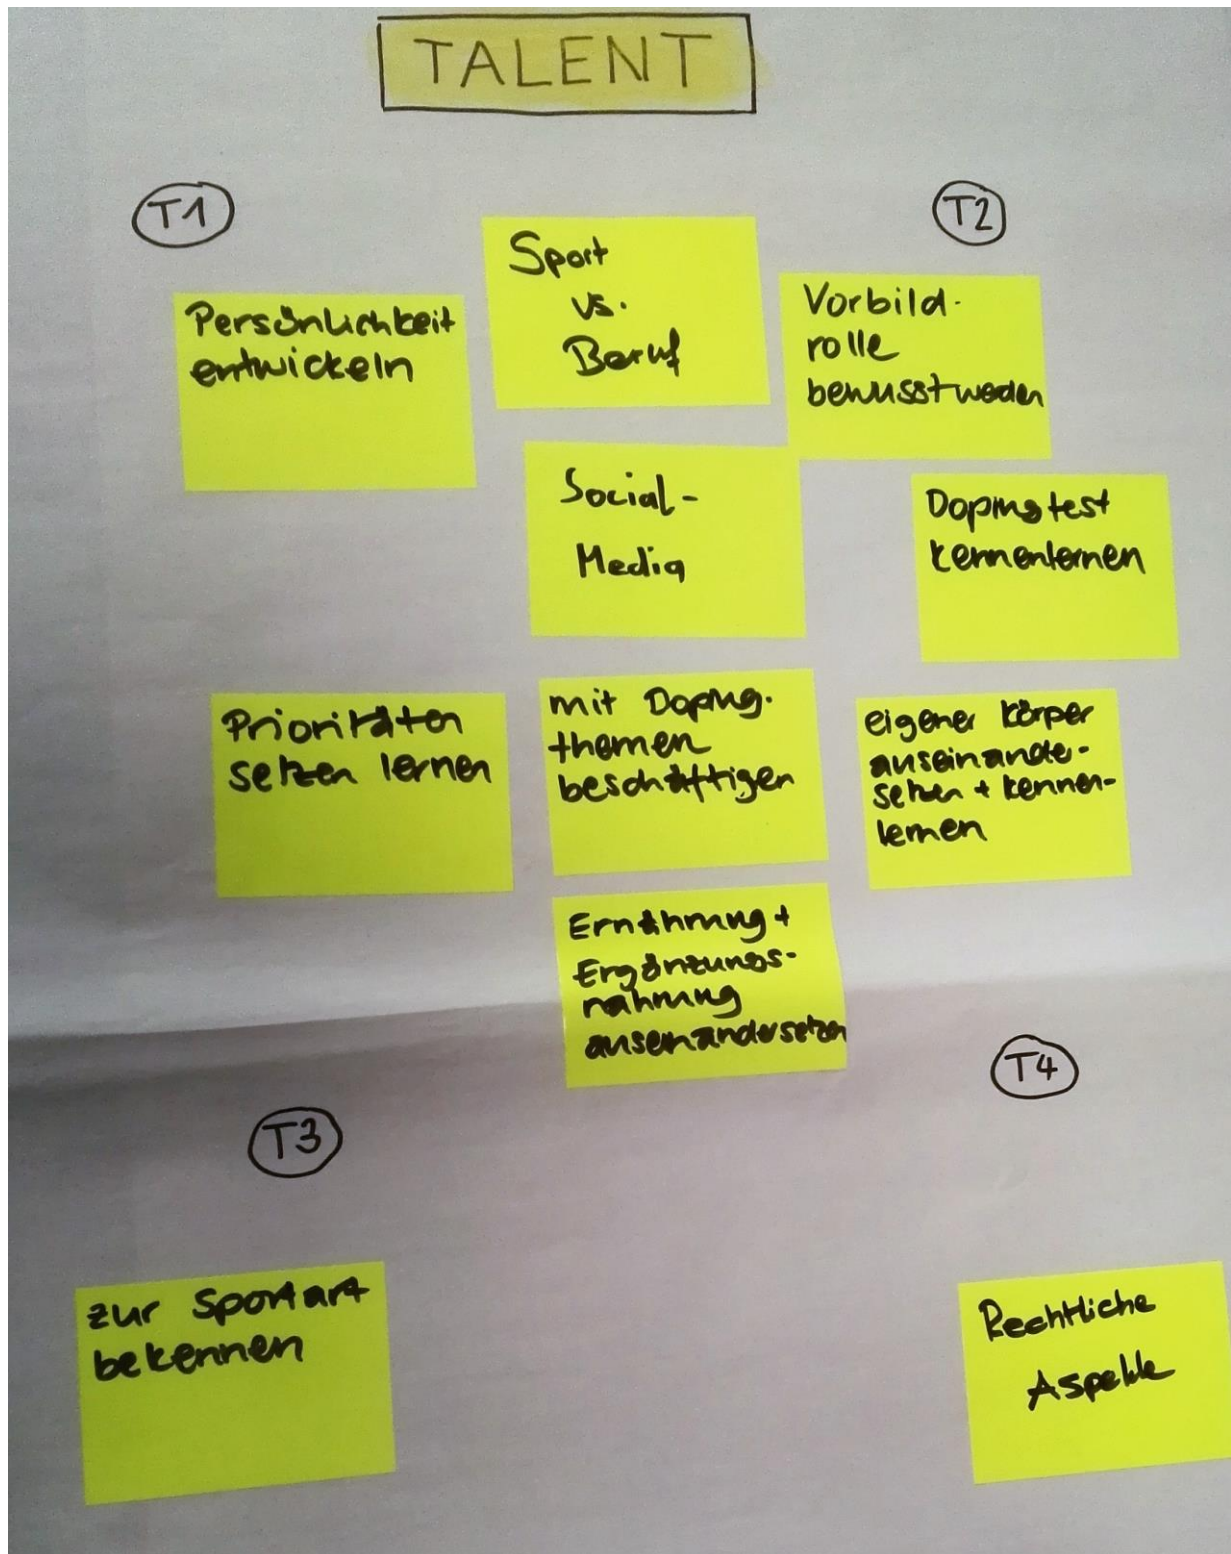 TALENT
T1
T2
Persönlichkeit
entwickeln
Sport
vs.
Beruf
Vorbild-
rolle
bewusst werden
Social-
Media
Dopingtest
kennenlernen
Prioritäten
setzen lernen
mit Doping-
themen
beschäftigen
eigener Körper
auseinander-
setzen + kennen-
lernen
Ernährung +
Ergänzungs-
nahrung
auseinandersetzen
T3
T4
zur Sportart
bekennen
Rechtliche
Aspekte